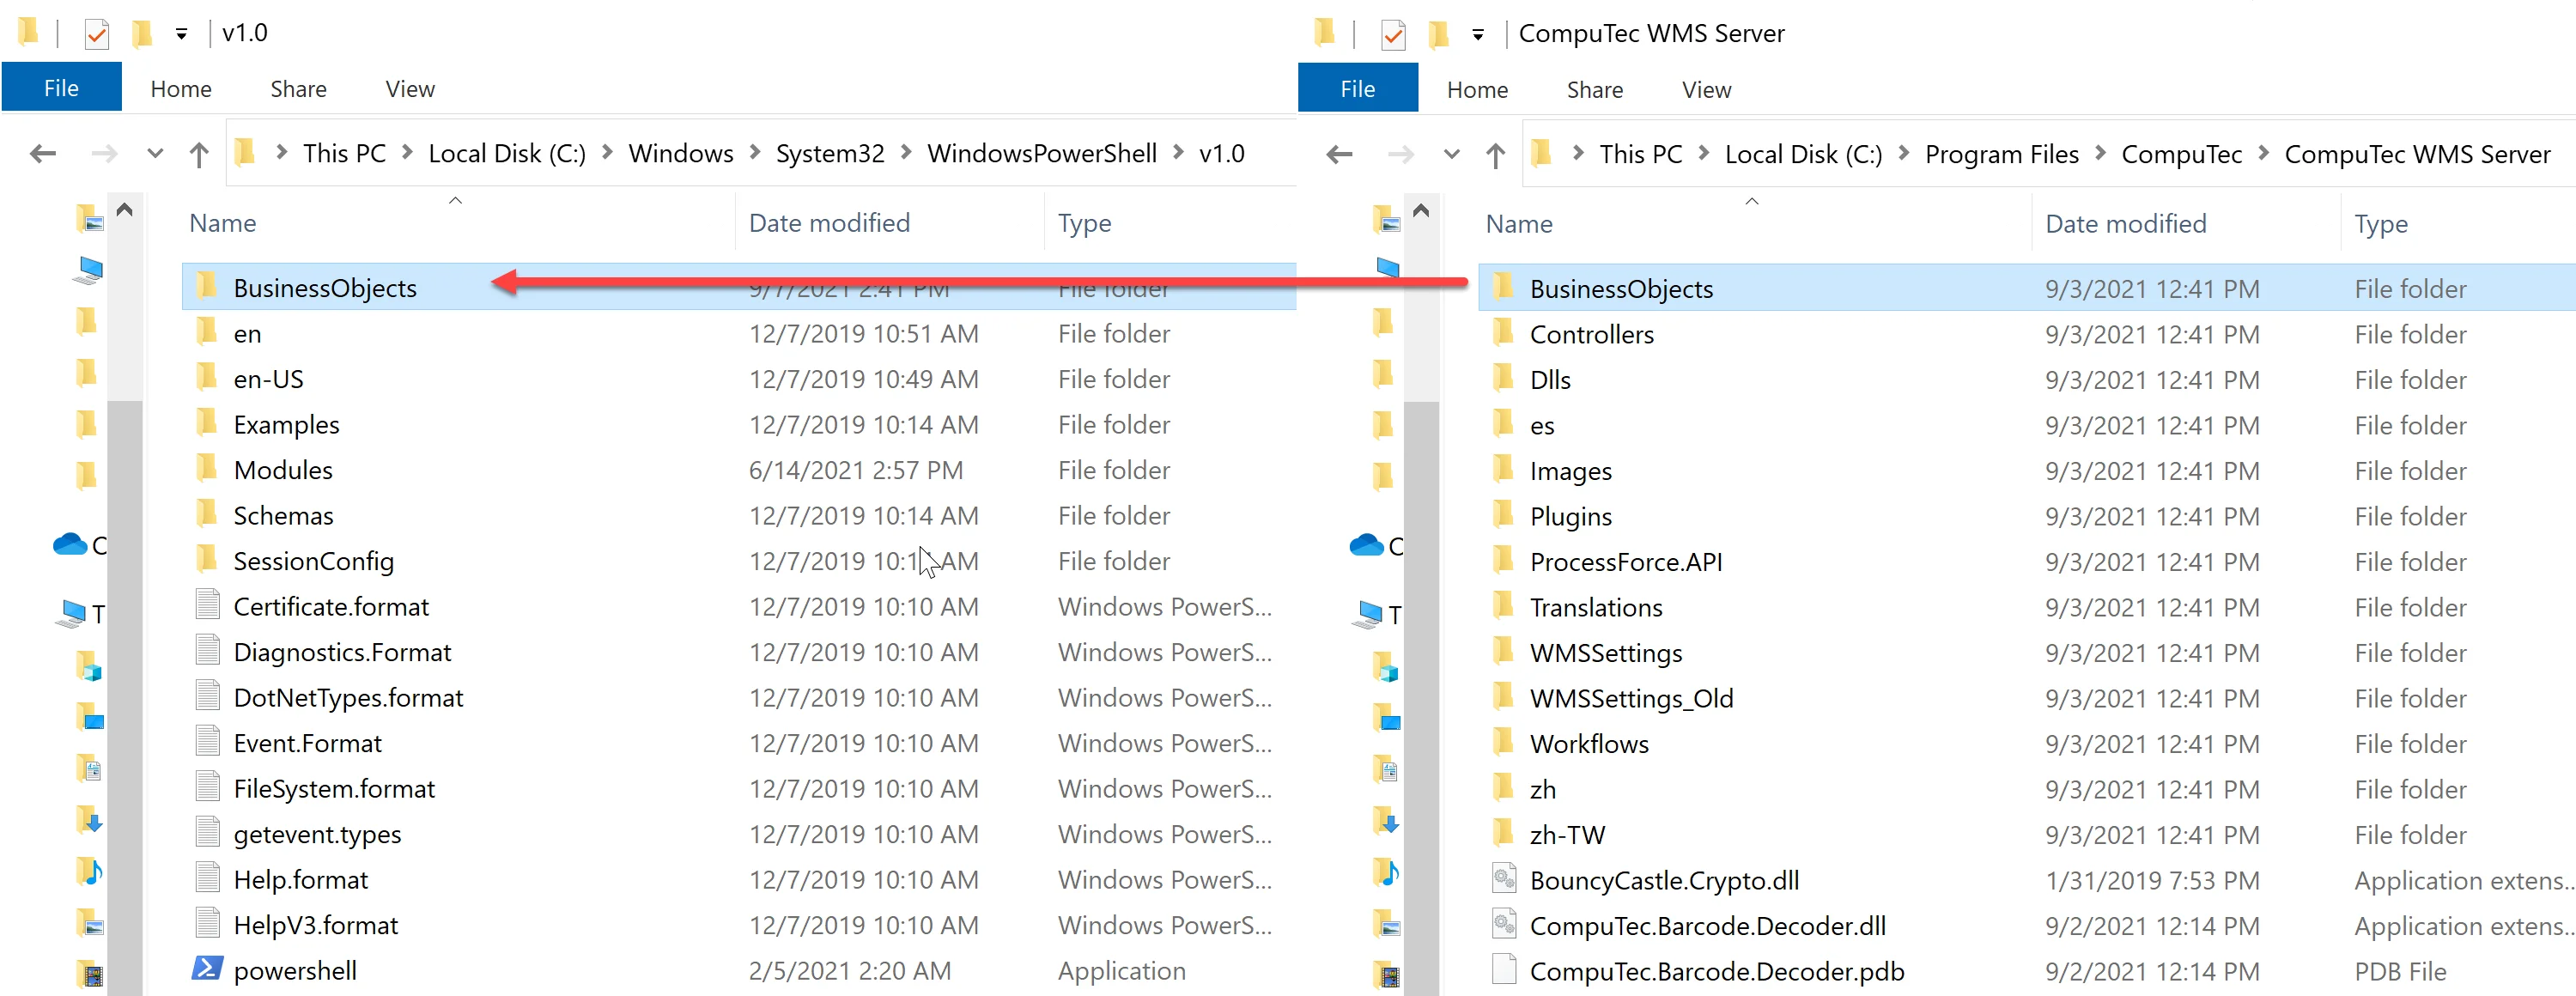 v1.0
File Home Share View
This PC Local Disk (C:) Windows System32 WindowsPowerShell v1.0
Name Date modified Type
BusinessObjects 9/7/2021 2:41 PM File folder
en 12/7/2019 10:51 AM File folder
en-US 12/7/2019 10:49 AM File folder
Examples 12/7/2019 10:14 AM File folder
Modules 6/14/2021 2:57 PM File folder
Schemas 12/7/2019 10:14 AM File folder
SessionConfig 12/7/2019 10:14 AM File folder
Certificate.format 12/7/2019 10:10 AM Windows PowerS...
Diagnostics.Format 12/7/2019 10:10 AM Windows PowerS...
DotNetTypes.format 12/7/2019 10:10 AM Windows PowerS...
Event.Format 12/7/2019 10:10 AM Windows PowerS...
FileSystem.format 12/7/2019 10:10 AM Windows PowerS...
getevent.types 12/7/2019 10:10 AM Windows PowerS...
Help.format 12/7/2019 10:10 AM Windows PowerS...
HelpV3.format 12/7/2019 10:10 AM Windows PowerS...
powershell 2/5/2021 2:20 AM Application
C
T
CompuTec WMS Server
File Home Share View
This PC Local Disk (C:) Program Files CompuTec CompuTec WMS Server
Name Date modified Type
BusinessObjects 9/3/2021 12:41 PM File folder
Controllers 9/3/2021 12:41 PM File folder
Dlls 9/3/2021 12:41 PM File folder
es 9/3/2021 12:41 PM File folder
Images 9/3/2021 12:41 PM File folder
Plugins 9/3/2021 12:41 PM File folder
ProcessForce.API 9/3/2021 12:41 PM File folder
Translations 9/3/2021 12:41 PM File folder
WMSSettings 9/3/2021 12:41 PM File folder
WMSSettings_Old 9/3/2021 12:41 PM File folder
Workflows 9/3/2021 12:41 PM File folder
zh 9/3/2021 12:41 PM File folder
zh-TW 9/3/2021 12:41 PM File folder
BouncyCastle.Crypto.dll 1/31/2019 7:53 PM Application extens...
CompuTec.Barcode.Decoder.dll 9/2/2021 12:14 PM Application extens...
CompuTec.Barcode.Decoder.pdb 9/2/2021 12:14 PM PDB File
C
T